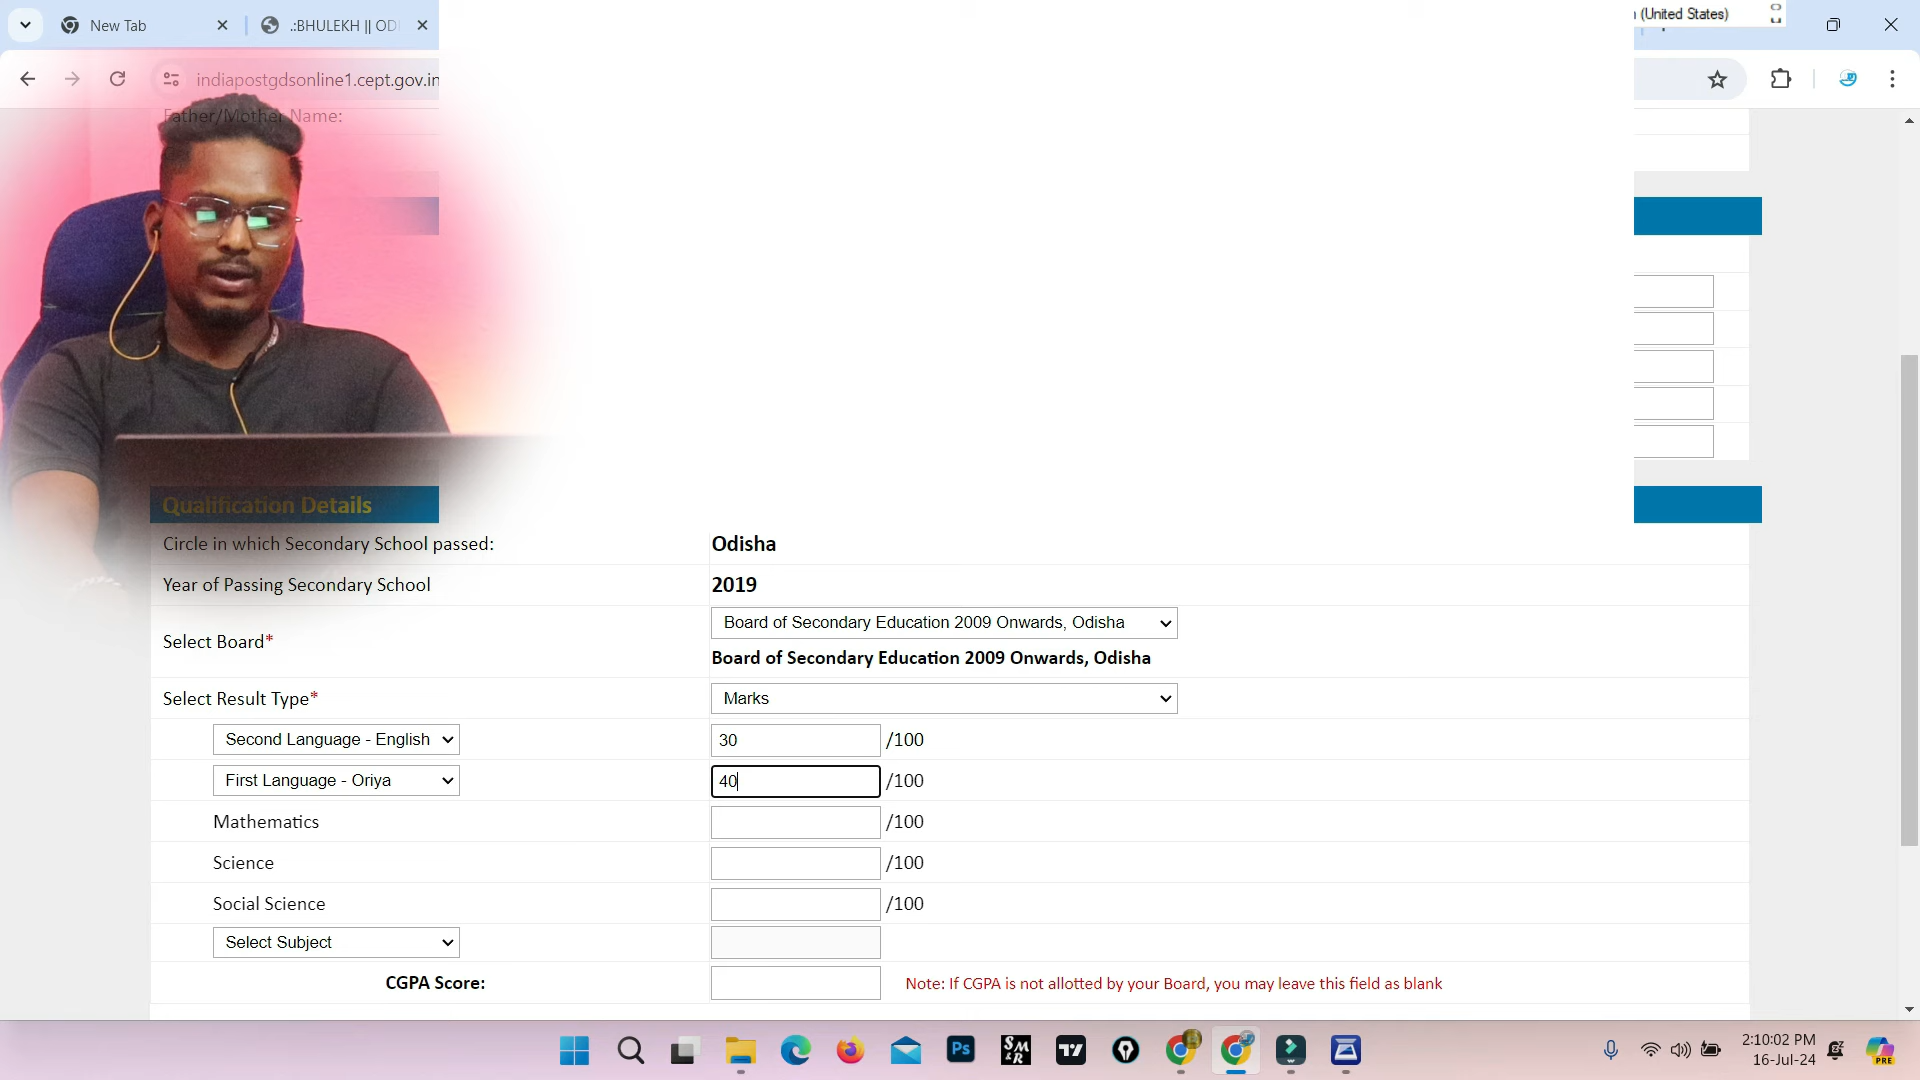 New Tab
.:BHULEKH || OD
(United States)
indiapostgdsonline1.cept.gov.in
Father/Mother Name:
Qualification Details
Circle in which Secondary School passed:
Odisha
Year of Passing Secondary School
2019
Select Board*
Board of Secondary Education 2009 Onwards, Odisha
Board of Secondary Education 2009 Onwards, Odisha
Select Result Type*
Marks
Second Language - English
30 /100
First Language - Oriya
40 /100
Mathematics
/100
Science
/100
Social Science
/100
Select Subject
CGPA Score:
Note: If CGPA is not allotted by your Board, you may leave this field as blank
Ps
SM
&R
2:10:02 PM
16-Jul-24
PRE